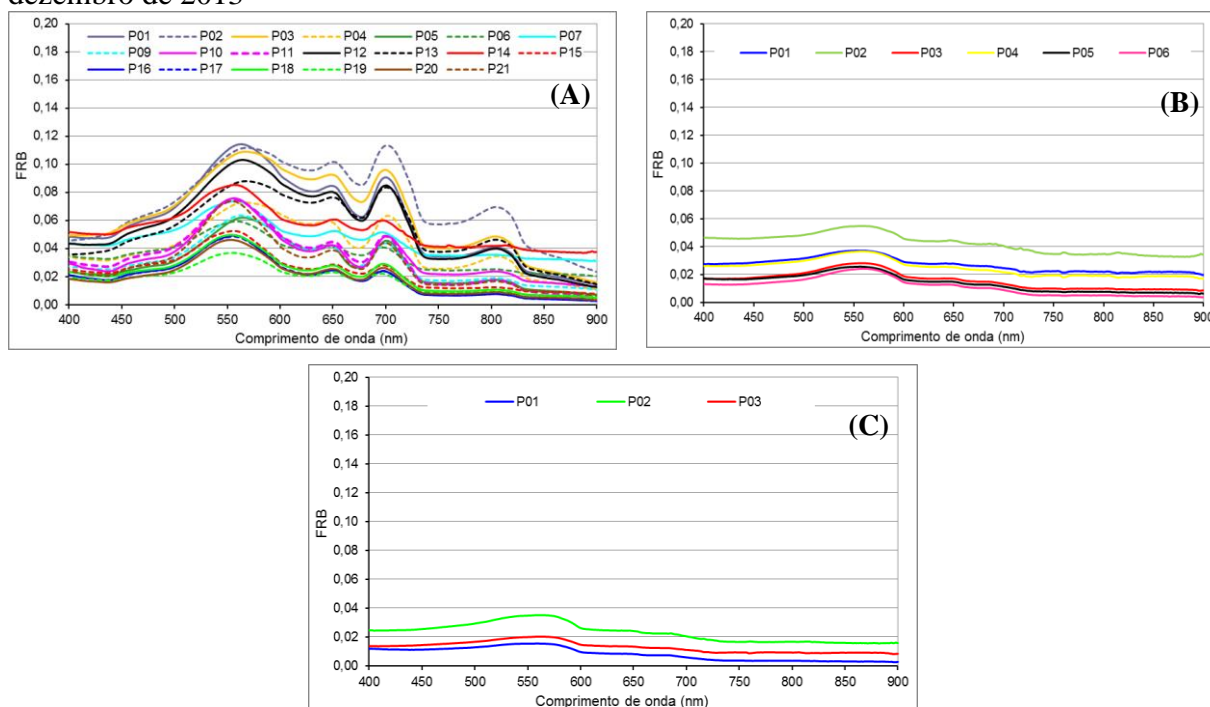 dezembro de 2013
0,20
0,18
0,16
0,14
0,12
0,10
0,08
0,06
0,04
0,02
0,00
FRB
P01 P02 P03 P04 P05 P06 P07
P09 P10 P11 P12 P13 P14 P15
P16 P17 P18 P19 P20 P21
(A)
400 450 500 550 600 650 700 750 800 850 900
Comprimento de onda (nm)
0,20
0,18
0,16
0,14
0,12
0,10
0,08
0,06
0,04
0,02
0,00
FRB
P01 P02 P03 P04 P05 P06
(B)
400 450 500 550 600 650 700 750 800 850 900
Comprimento de onda (nm)
0,20
0,18
0,16
0,14
0,12
0,10
0,08
0,06
0,04
0,02
0,00
FRB
P01 P02 P03
(C)
400 450 500 550 600 650 700 750 800 850 900
Comprimento de onda (nm)